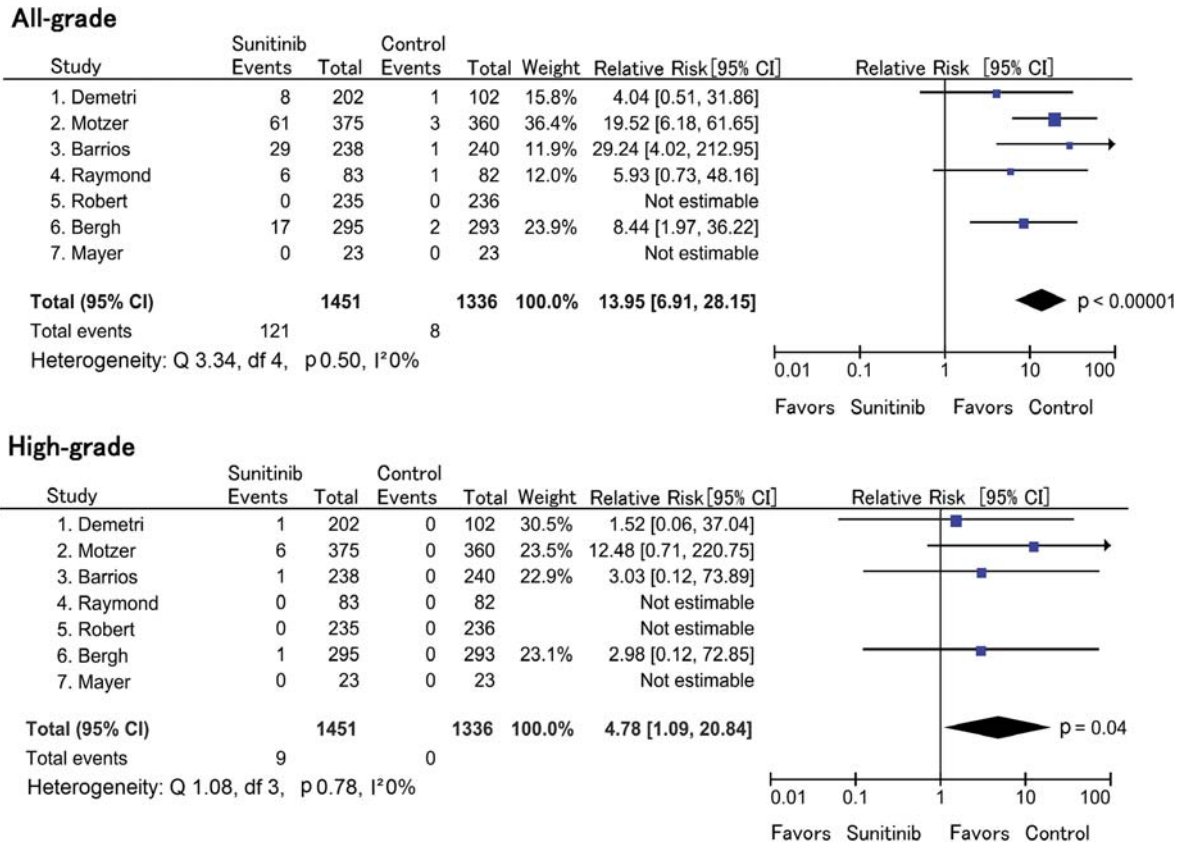 All-grade
Sunitinib Control
Study Events Total Events Total Weight Relative Risk[95% CI] Relative Risk [95% CI]
1. Demetri 8 202 1 102 15.8% 4.04 [0.51, 31.86]
2. Motzer 61 375 3 360 36.4% 19.52 [6.18, 61.65]
3. Barrios 29 238 1 240 11.9% 29.24 [4.02, 212.95]
4. Raymond 6 83 1 82 12.0% 5.93 [0.73, 48.16]
5. Robert 0 235 0 236 Not estimable
6. Bergh 17 295 2 293 23.9% 8.44 [1.97, 36.22]
7. Mayer 0 23 0 23 Not estimable
Total (95% CI) 1451 1336 100.0% 13.95 [6.91, 28.15] p < 0.00001
Total events 121 8
Heterogeneity: Q 3.34, df 4, p 0.50, I² 0%
0.01 0.1 1 10 100
Favors Sunitinib Favors Control
High-grade
Sunitinib Control
Study Events Total Events Total Weight Relative Risk[95% CI] Relative Risk [95% CI]
1. Demetri 1 202 0 102 30.5% 1.52 [0.06, 37.04]
2. Motzer 6 375 0 360 23.5% 12.48 [0.71, 220.75]
3. Barrios 1 238 0 240 22.9% 3.03 [0.12, 73.89]
4. Raymond 0 83 0 82 Not estimable
5. Robert 0 235 0 236 Not estimable
6. Bergh 1 295 0 293 23.1% 2.98 [0.12, 72.85]
7. Mayer 0 23 0 23 Not estimable
Total (95% CI) 1451 1336 100.0% 4.78 [1.09, 20.84] p = 0.04
Total events 9 0
Heterogeneity: Q 1.08, df 3, p 0.78, I² 0%
0.01 0.1 1 10 100
Favors Sunitinib Favors Control